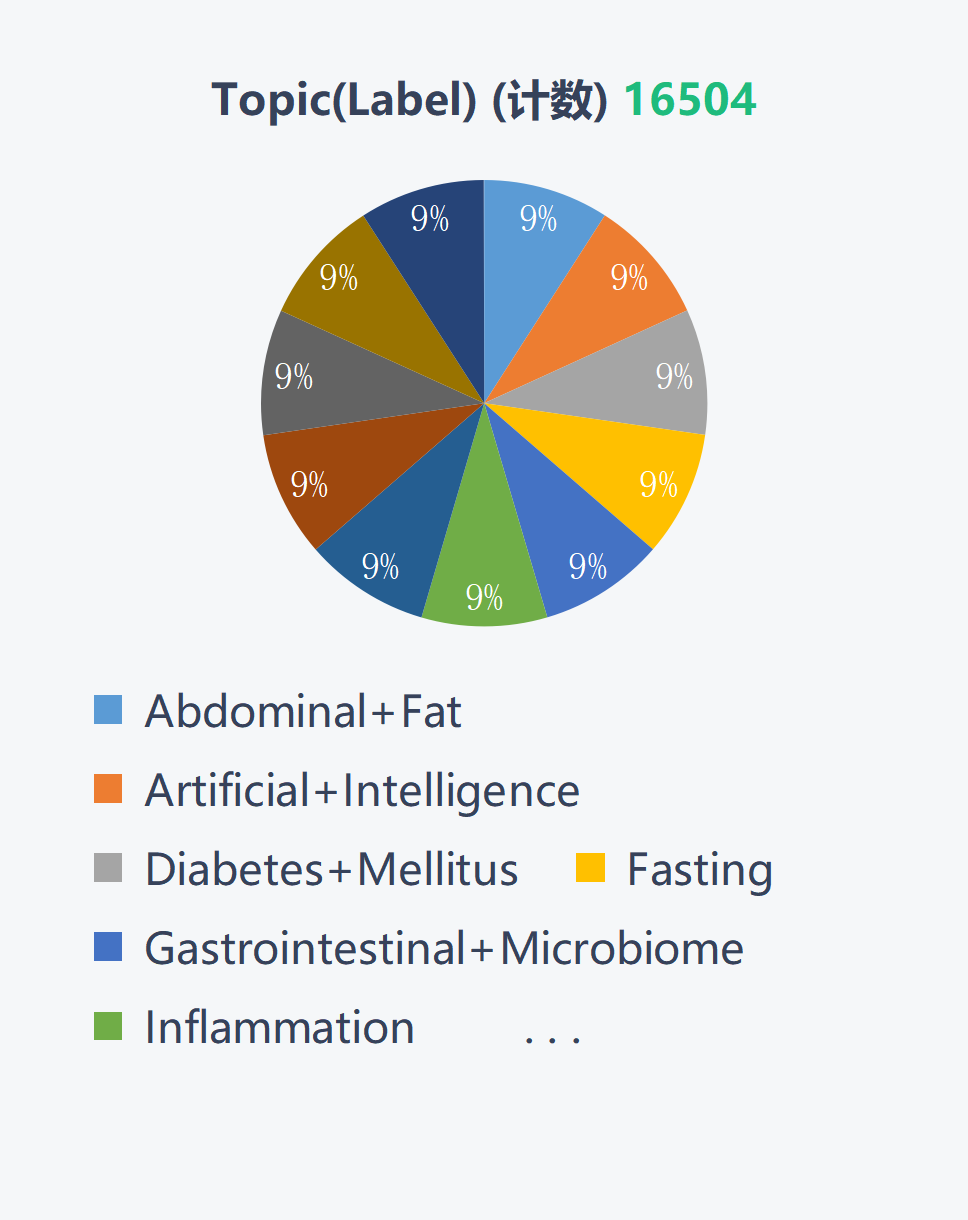 Topic(Label) (计数) 16504
9% 9%
9% 9%
9% 9%
9% 9%
9% 9%
9%
Abdominal+Fat
Artificial+Intelligence
Diabetes+Mellitus Fasting
Gastrointestinal+Microbiome
Inflammation ...